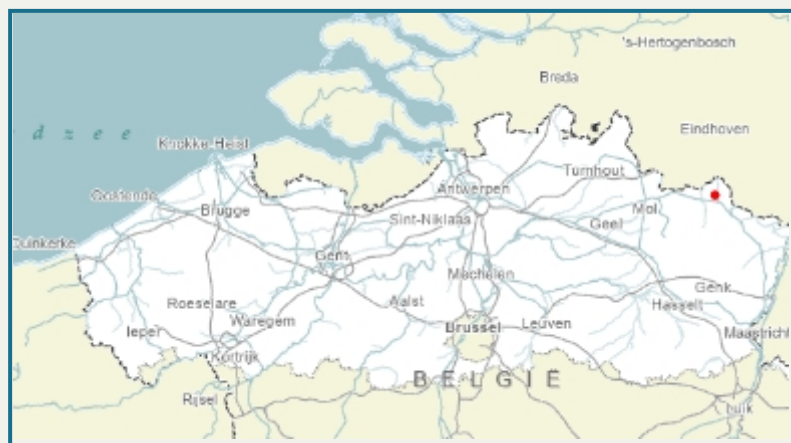 's-Hertogenbosch
Breda
dzee
Eindhoven
Knokke-Heist
Turnhout
Antwerpen
Oostende
Mol
Brugge
Sint-Niklaas
Geel
Duinkerke
Gent
Mechelen
Genk
Roeselare
Aalst
Hasselt
Waregem
Brussel
Leuven
Ieper
Maastricht
Kortrijk
BELGIË
Rijsel
Luik